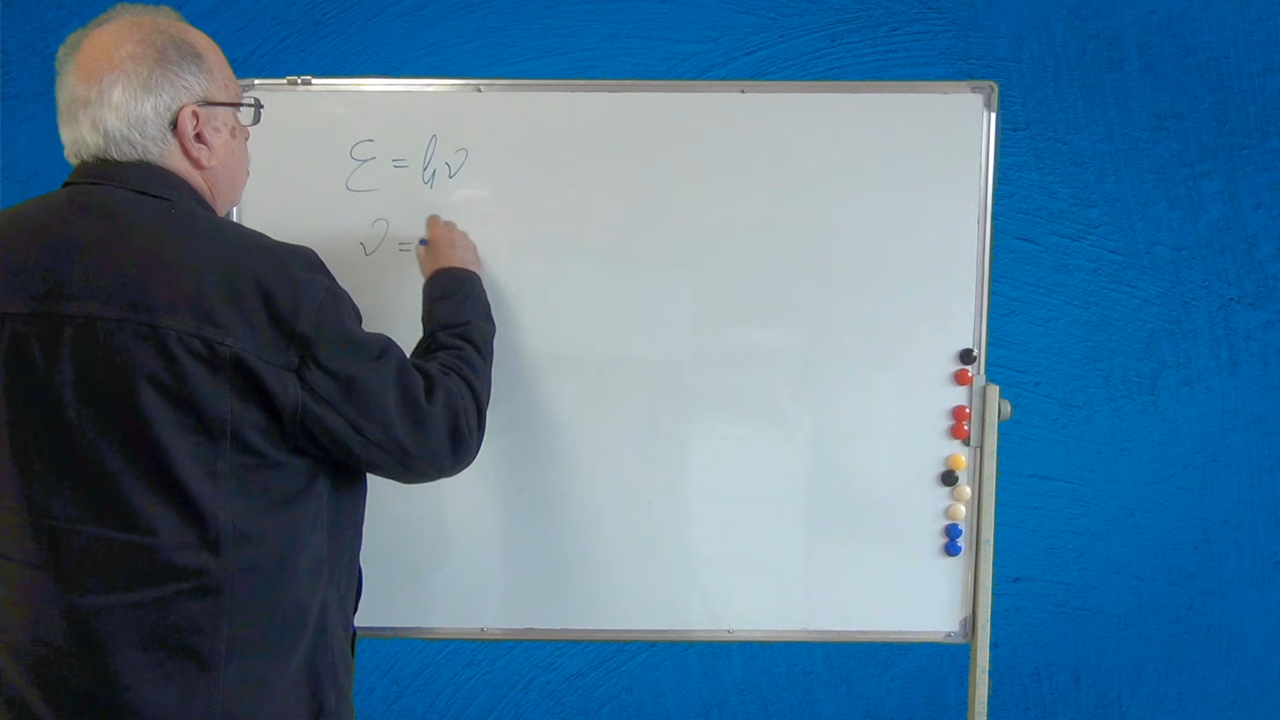 ℰ = hν
ν =